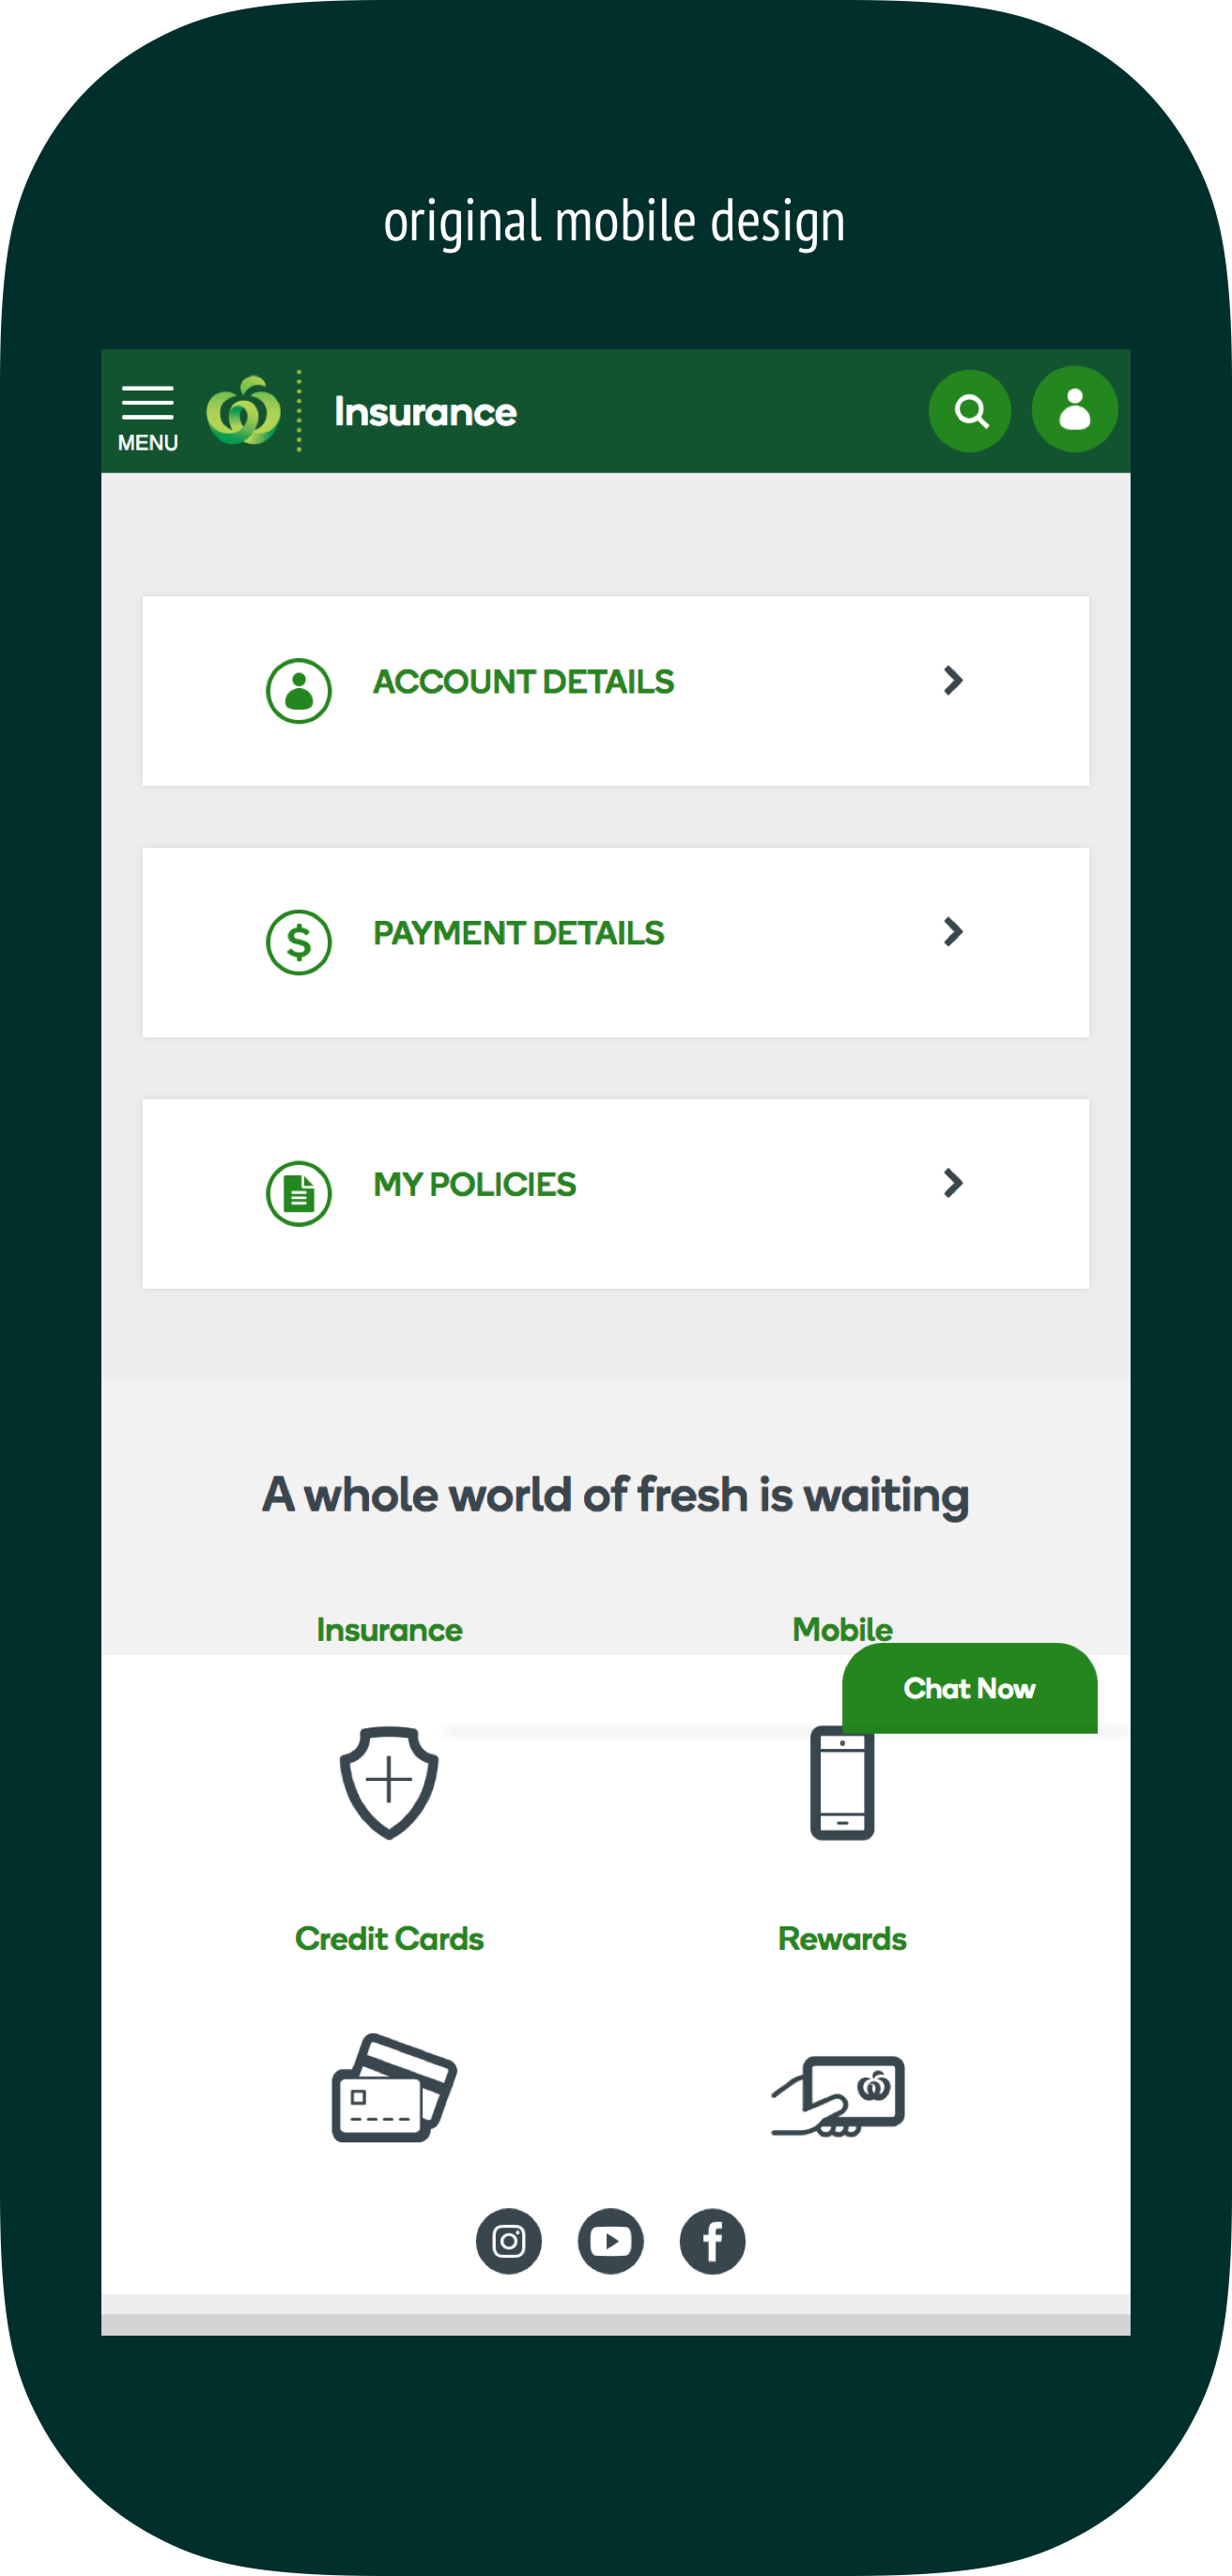 original mobile design
MENU
Insurance
ACCOUNT DETAILS
$
PAYMENT DETAILS
MY POLICIES
A whole world of fresh is waiting
Insurance
Mobile
Chat Now
Credit Cards
Rewards